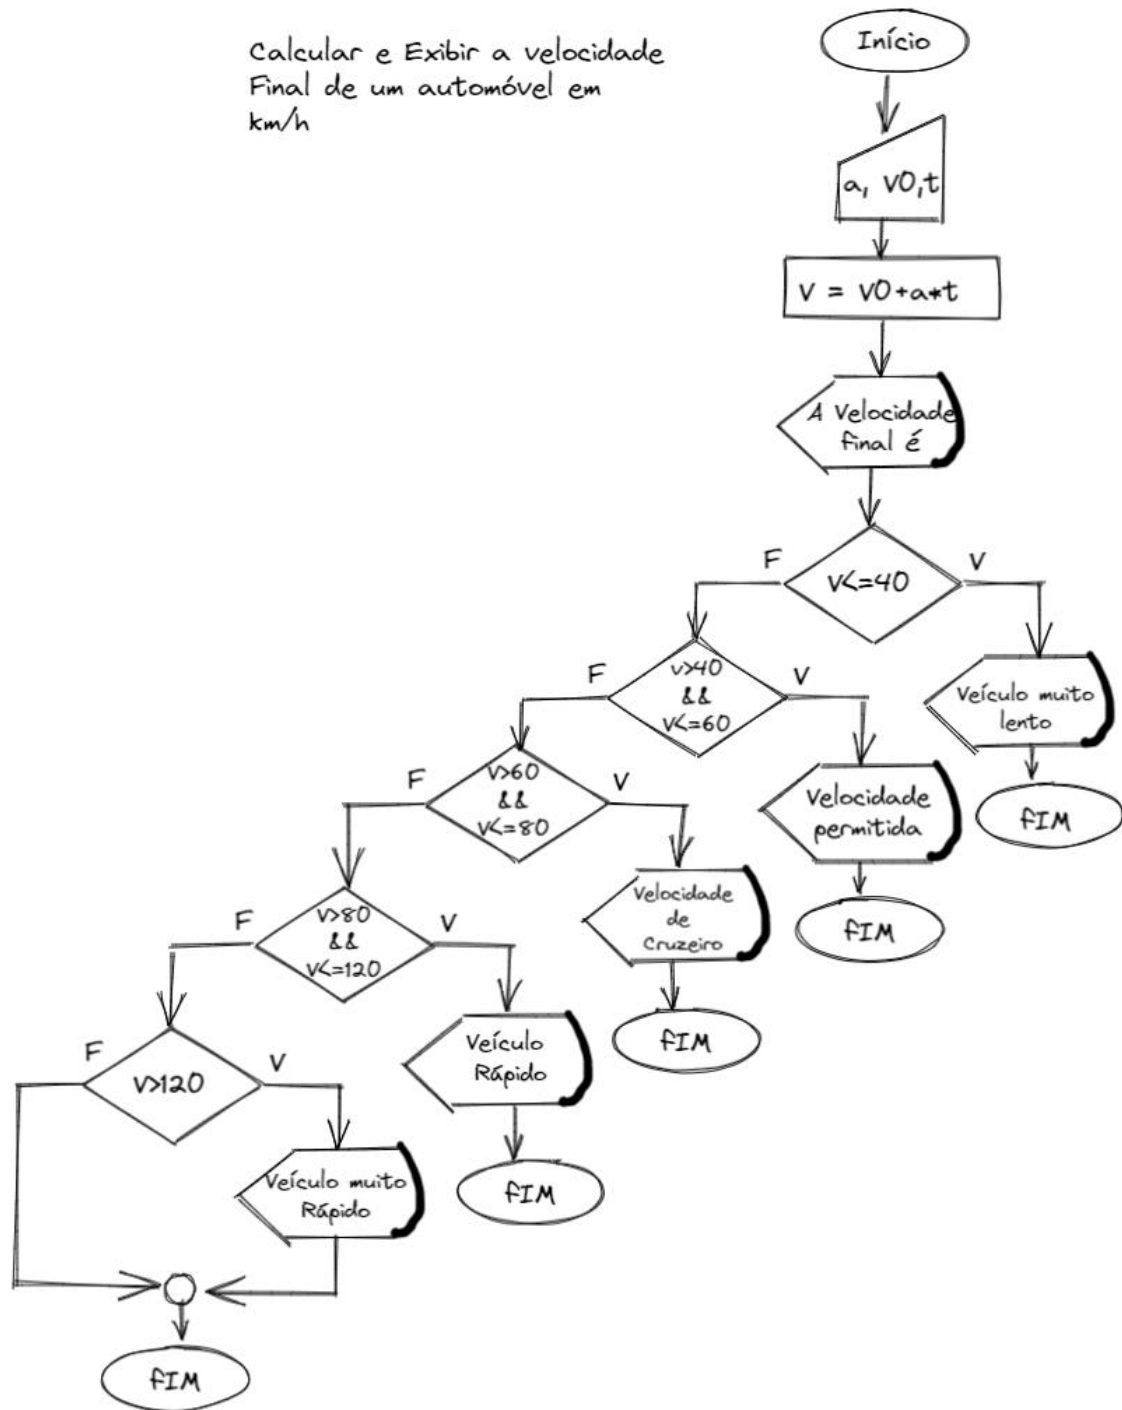 Calcular e Exibir a velocidade
Final de um automóvel em
km/h
Início
a, V0,t
V = V0+a*t
A Velocidade
final é
F
V
v<=40
F
V
v>40
&&
v<=60
Veículo muito
lento
F
V
v>60
&&
v<=80
Velocidade
permitida
fIM
F
V
v>80
&&
v<=120
Velocidade
de
Cruzeiro
fIM
F
V
v>120
Veículo
Rápido
fIM
Veículo muito
Rápido
fIM
fIM